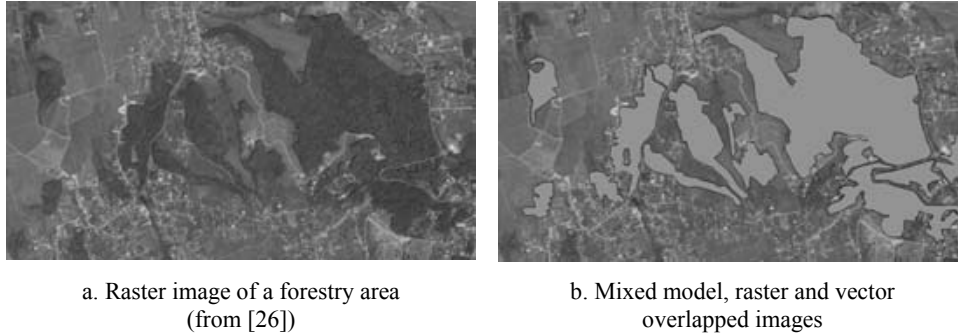 a. Raster image of a forestry area
(from [26])
b. Mixed model, raster and vector
overlapped images